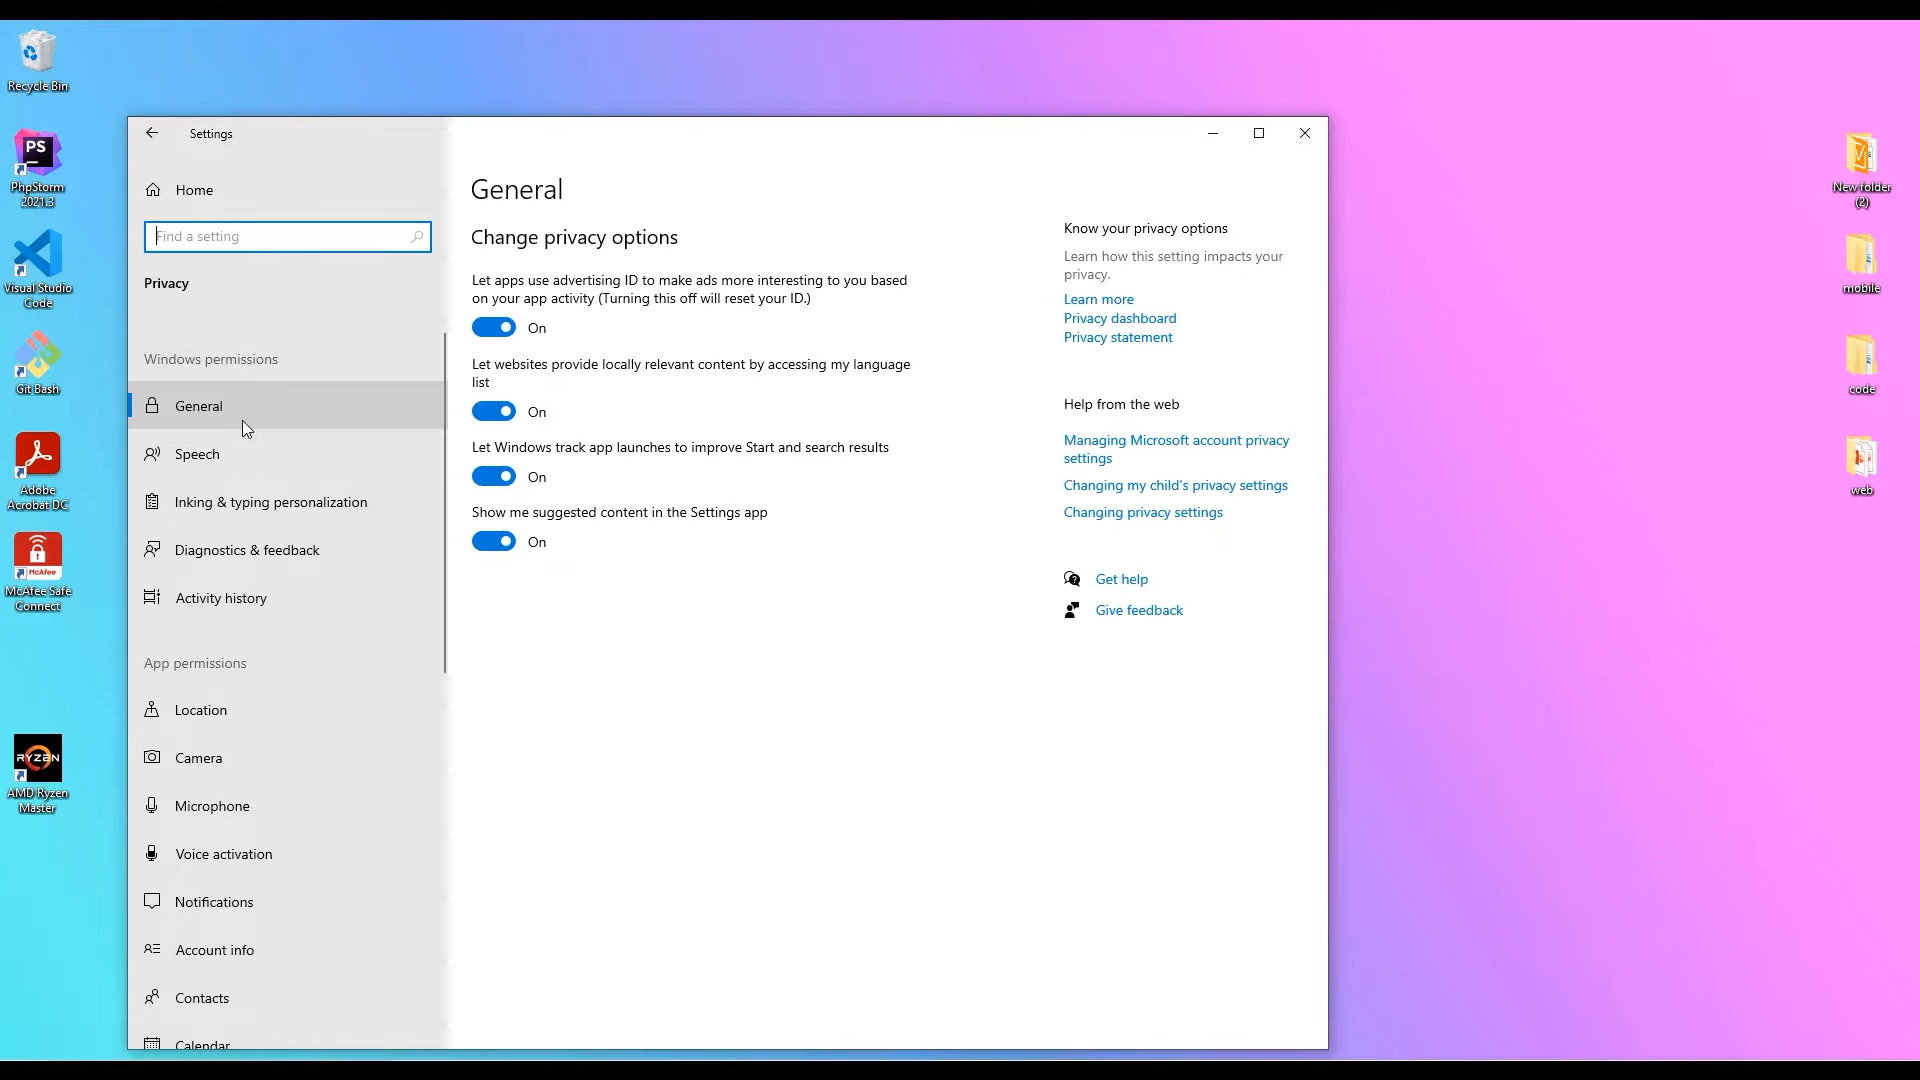 Recycle Bin
PS
PhpStorm
2021.3
Visual Studio
Code
Git Bash
Adobe
Acrobat DC
McAfee
McAfee Safe
Connect
RYZEN
AMD Ryzen
Master
Settings
Home
Find a setting
Privacy
Windows permissions
General
Speech
Inking & typing personalization
Diagnostics & feedback
Activity history
App permissions
Location
Camera
Microphone
Voice activation
Notifications
Account info
Contacts
Calendar
General
Change privacy options
Let apps use advertising ID to make ads more interesting to you based
on your app activity (Turning this off will reset your ID.)
On
Let websites provide locally relevant content by accessing my language
list
On
Let Windows track app launches to improve Start and search results
On
Show me suggested content in the Settings app
On
Know your privacy options
Learn how this setting impacts your
privacy.
Learn more
Privacy dashboard
Privacy statement
Help from the web
Managing Microsoft account privacy
settings
Changing my child's privacy settings
Changing privacy settings
Get help
Give feedback
New folder
(2)
mobile
code
web